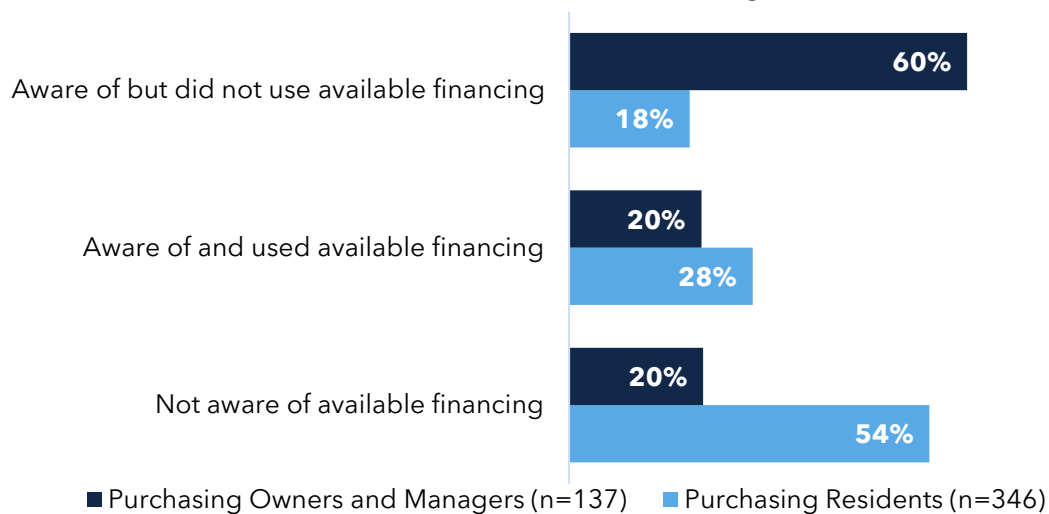 60%
Aware of but did not use available financing
18%
20%
Aware of and used available financing
28%
20%
Not aware of available financing
54%
Purchasing Owners and Managers (n=137) Purchasing Residents (n=346)